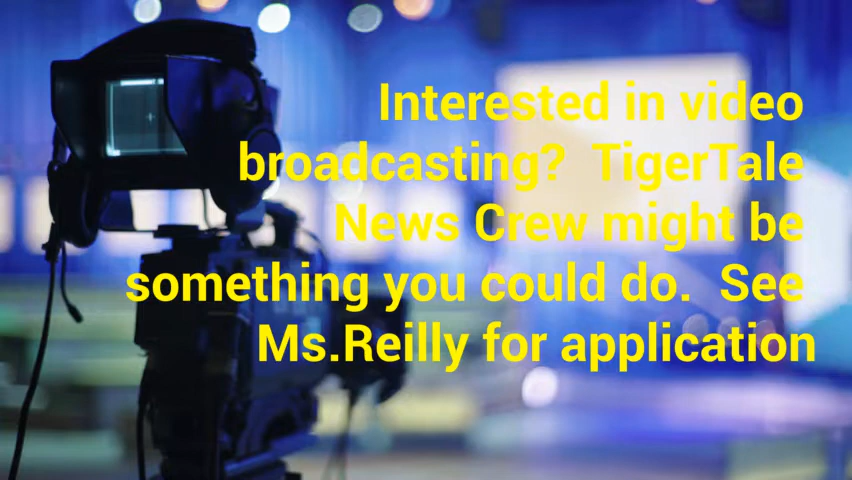 Interested in video
broadcasting?  TigerTale
News Crew might be
something you could do.  See
Ms.Reilly for application